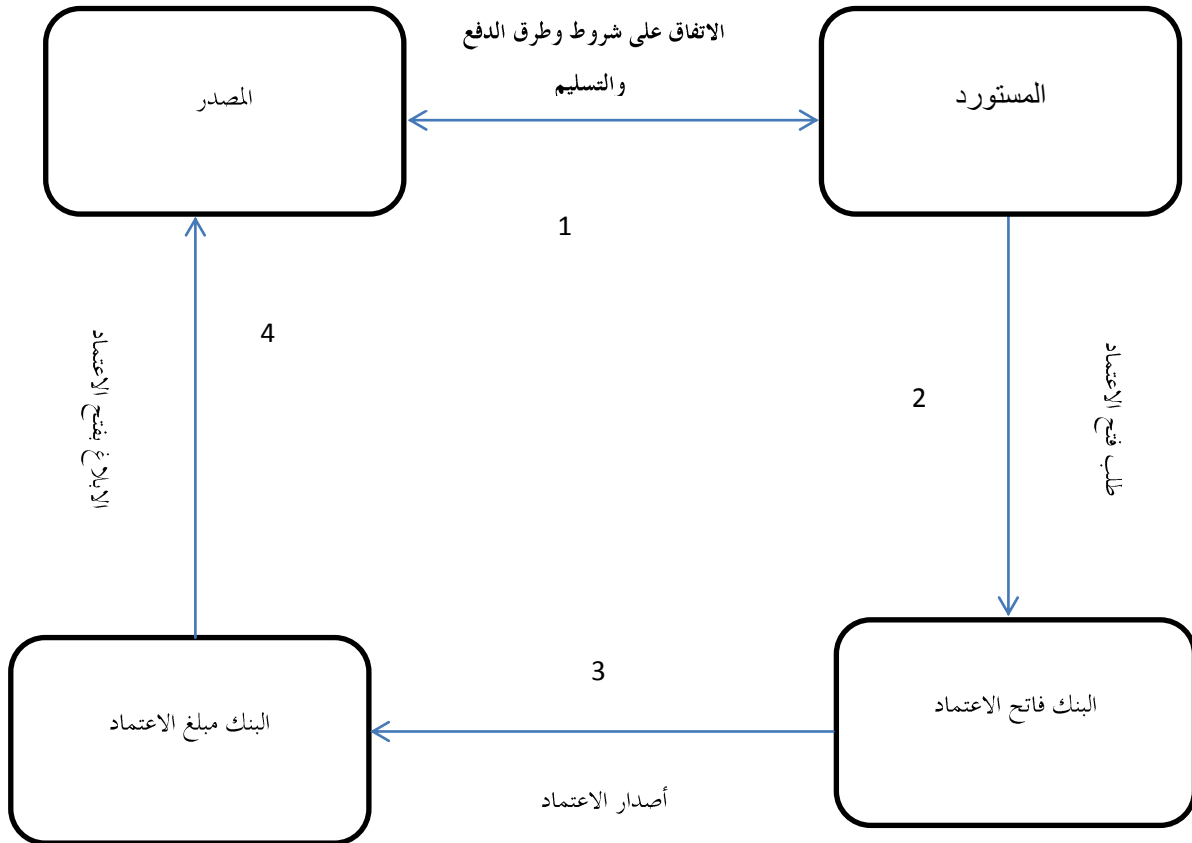 الاتفاق على شروط وطرق الدفع
والتسليم
المستورد
المصدر
1
2
طلب فتح الاعتماد
4
الابلاغ بفتح الاعتماد
3
البنك فاتح الاعتماد
البنك مبلغ الاعتماد
أصدار الاعتماد